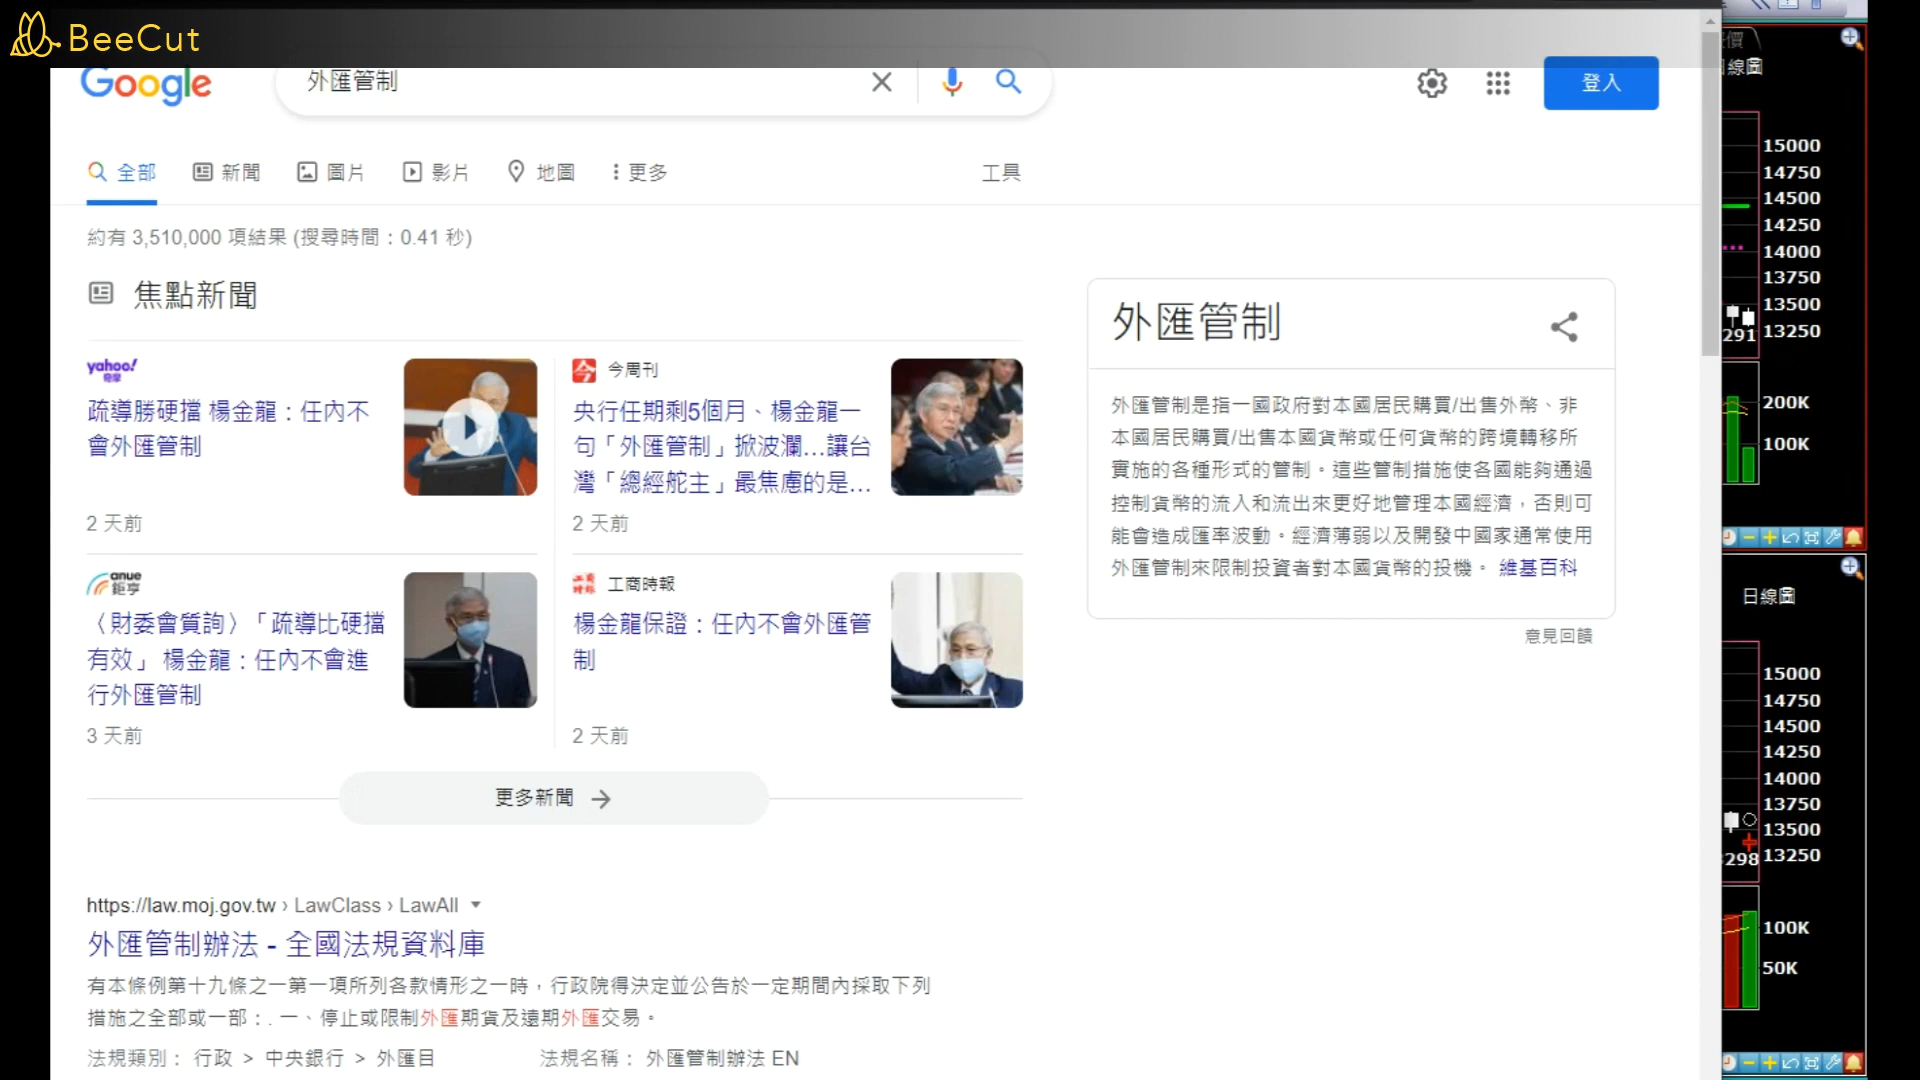 BeeCut
Google
外匯管制
登入
全部
新聞
圖片
影片
地圖
更多
工具
約有 3,510,000 項結果 (搜尋時間：0.41 秒)
焦點新聞
yahoo!
奇摩
疏導勝硬擋 楊金龍：任內不
會外匯管制
2 天前
今周刊
央行任期剩5個月、楊金龍一
句「外匯管制」掀波瀾...讓台
灣「總經舵主」最焦慮的是...
2 天前
anue
鉅亨
〈財委會質詢〉「疏導比硬擋
有效」 楊金龍：任內不會進
行外匯管制
3 天前
工商時報
楊金龍保證：任內不會外匯管
制
2 天前
更多新聞
外匯管制
外匯管制是指一國政府對本國居民購買/出售外幣、非
本國居民購買/出售本國貨幣或任何貨幣的跨境轉移所
實施的各種形式的管制。這些管制措施使各國能夠通過
控制貨幣的流入和流出來更好地管理本國經濟，否則可
能會造成匯率波動。經濟薄弱以及開發中國家通常使用
外匯管制來限制投資者對本國貨幣的投機。 維基百科
意見回饋
https://law.moj.gov.tw › LawClass › LawAll
外匯管制辦法 - 全國法規資料庫
有本條例第十九條之一第一項所列各款情形之一時，行政院得決定並公告於一定期間內採取下列
措施之全部或一部：. 一、停止或限制外匯期貨及遠期外匯交易。
法規類別： 行政 > 中央銀行 > 外匯目
法規名稱： 外匯管制辦法 EN
價
日線圖
15000
14750
14500
14250
14000
13750
13500
13250
291
200K
100K
日線圖
15000
14750
14500
14250
14000
13750
13500
13250
298
100K
50K